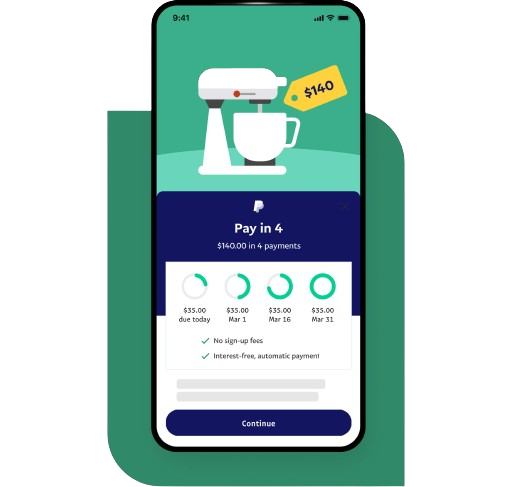 9:41
$140
Pay in 4
$140.00 in 4 payments
$35.00 $35.00 $35.00 $35.00
due today Mar 1 Mar 16 Mar 31
No sign-up fees
Interest-free, automatic payment
Continue